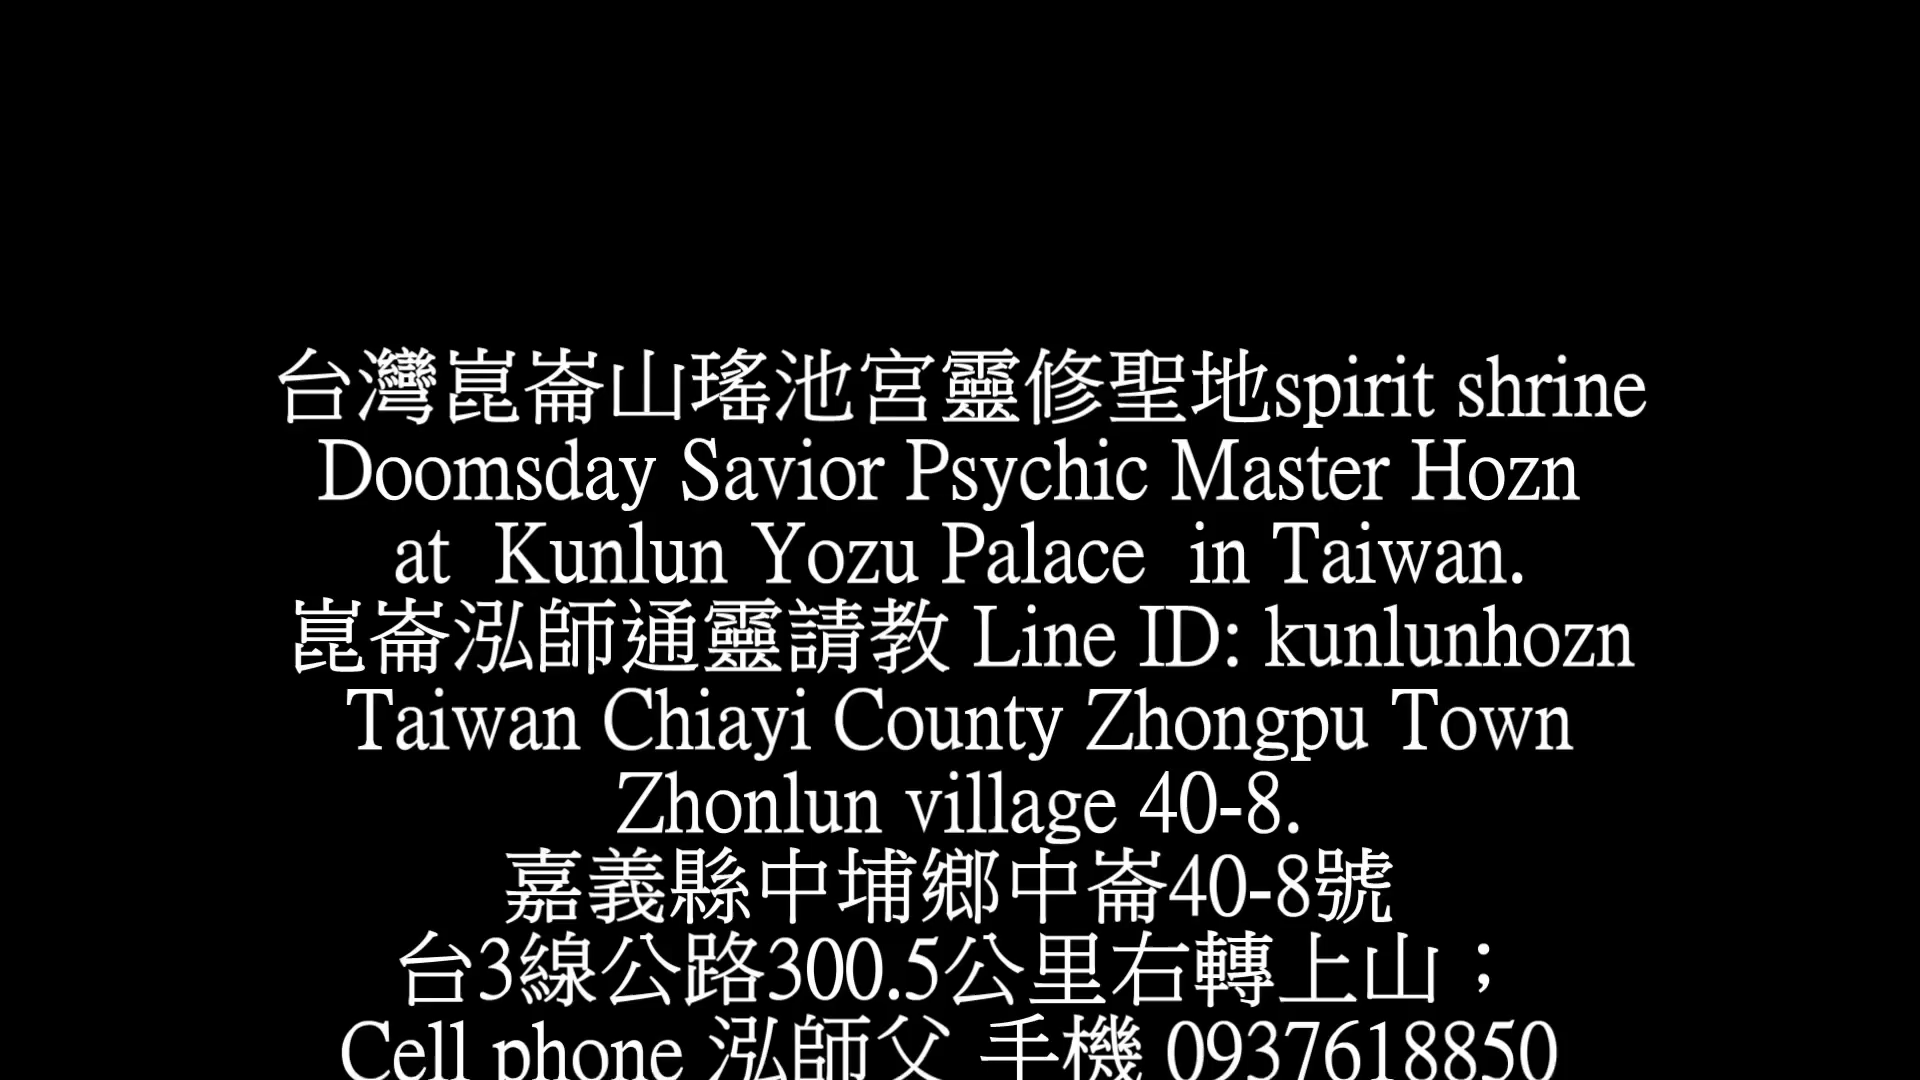 台灣崑崙山瑤池宮靈修聖地spirit shrine
Doomsday Savior Psychic Master Hozn
at Kunlun Yozu Palace in Taiwan.
崑崙泓師通靈請教 Line ID: kunlunhozn
Taiwan Chiayi County Zhongpu Town
Zhonlun village 40-8.
嘉義縣中埔鄉中崙40-8號
台3線公路300.5公里右轉上山；
Cell phone 泓師父 手機 0937618850